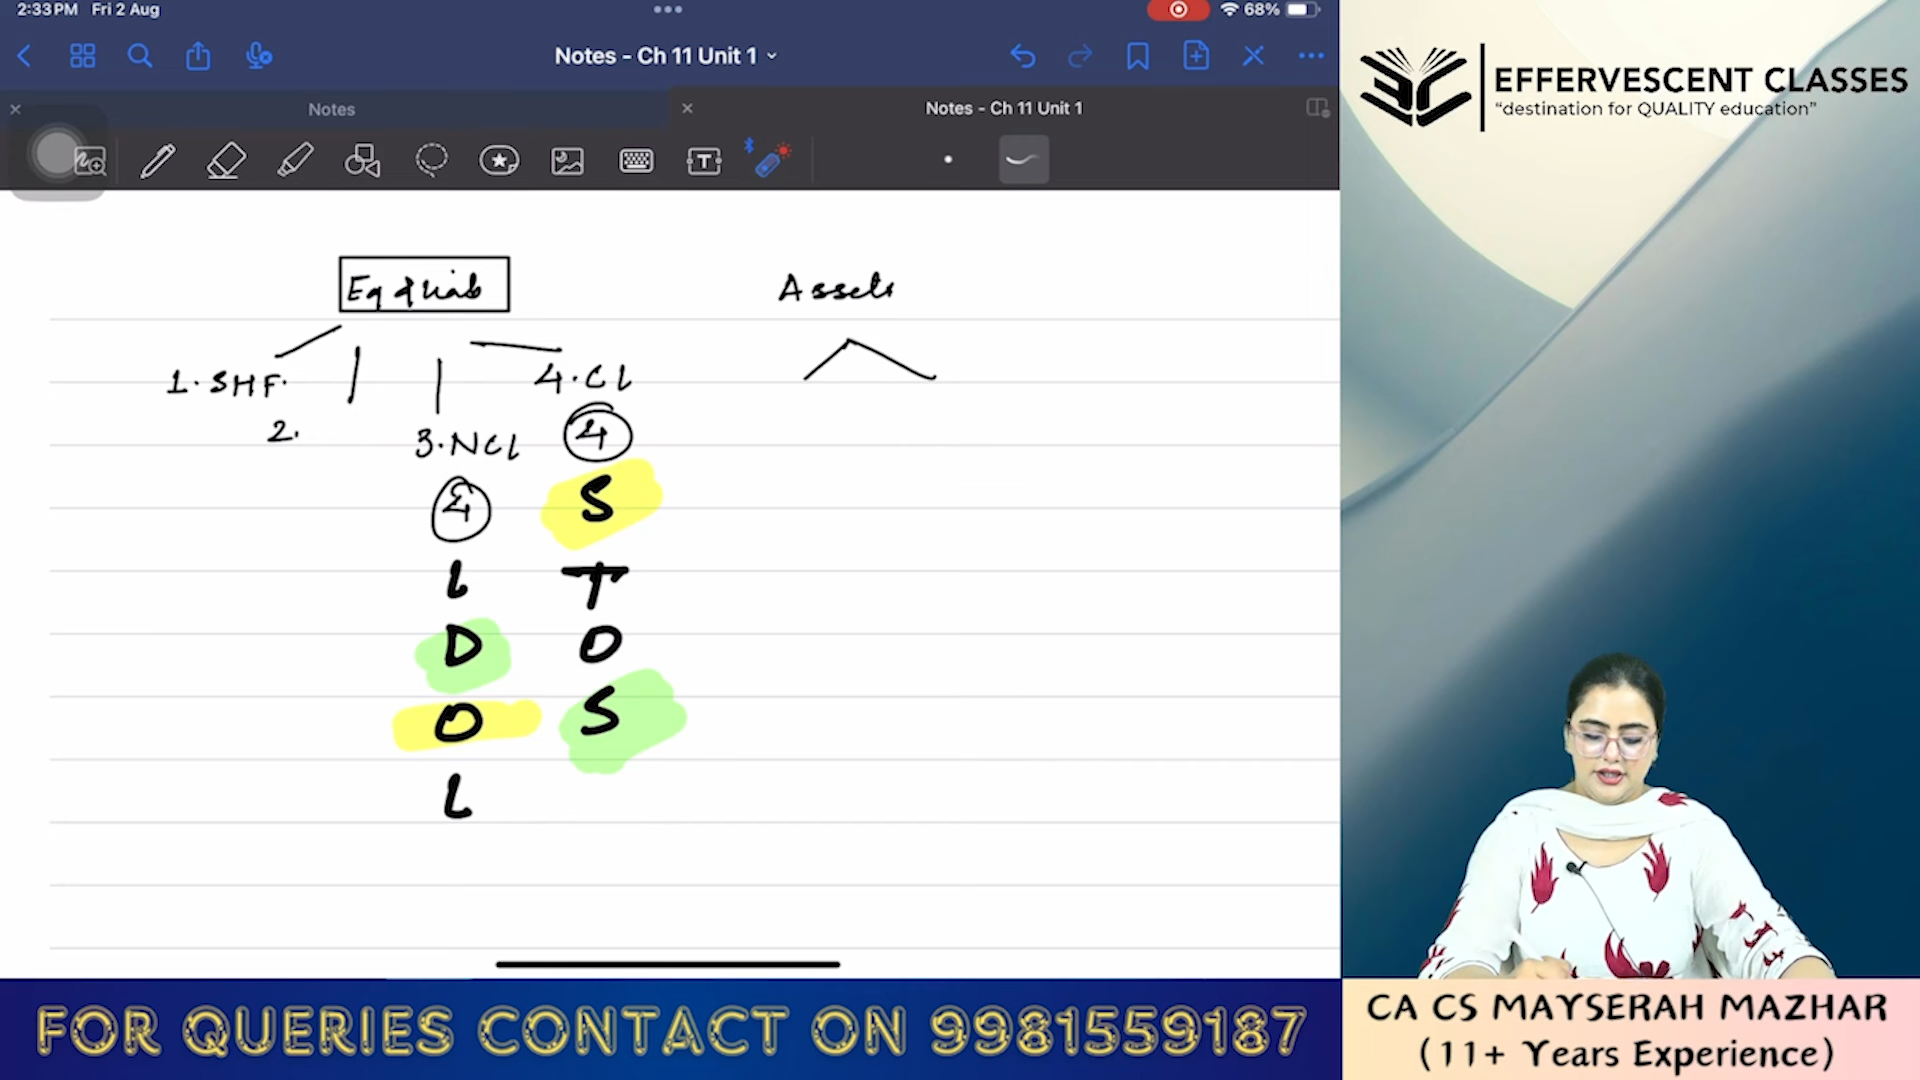 2:33 PM Fri 2 Aug
68%
Notes - Ch 11 Unit 1
Notes
Notes - Ch 11 Unit 1
T
EFFERVESCENT CLASSES
"destination for QUALITY education"
Eq & Liab
Assets
1. SHF.
4. CL
2.
3. NCL
4
4
S
L
T
D
O
O
S
L
FOR QUERIES CONTACT ON 9981559187
CA CS MAYSERAH MAZHAR
(11+ Years Experience)